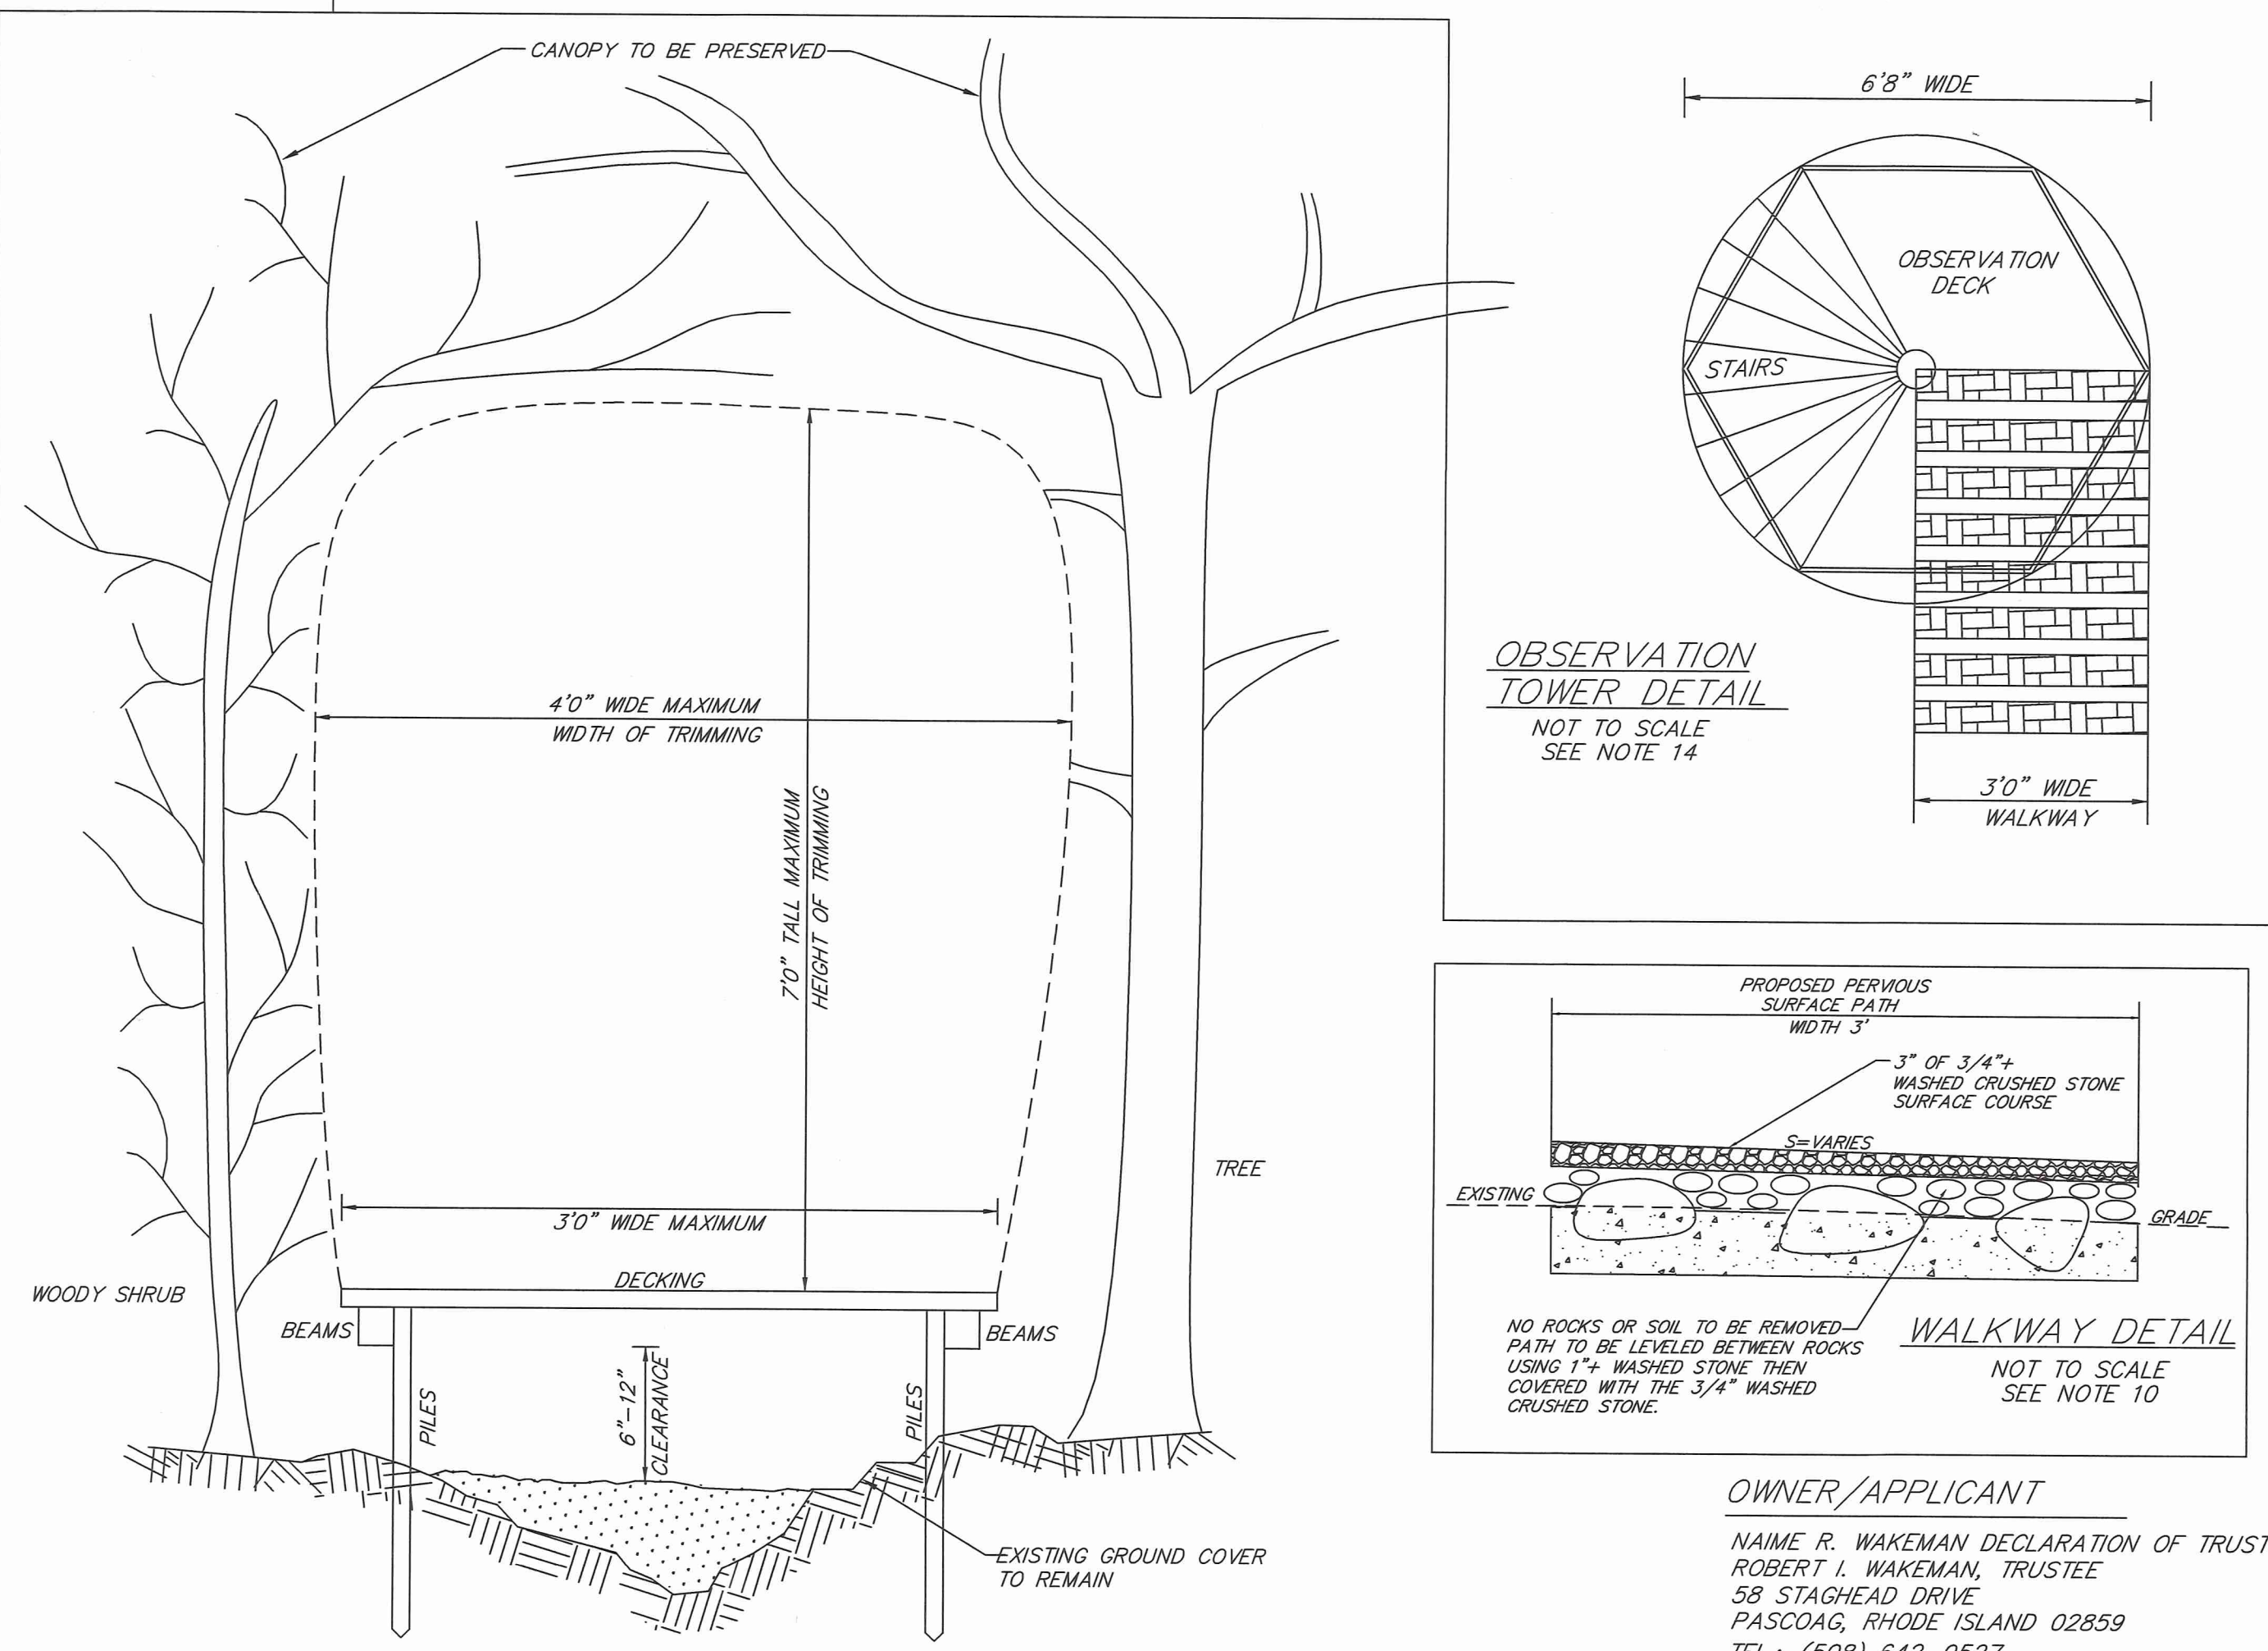 CANOPY TO BE PRESERVED
4'0" WIDE MAXIMUM
WIDTH OF TRIMMING
7'0" TALL MAXIMUM
HEIGHT OF TRIMMING
3'0" WIDE MAXIMUM
DECKING
WOODY SHRUB
TREE
BEAMS
BEAMS
PILES
6"-12"
CLEARANCE
PILES
EXISTING GROUND COVER
TO REMAIN
6'8" WIDE
OBSERVATION
DECK
STAIRS
OBSERVATION
TOWER DETAIL
NOT TO SCALE
SEE NOTE 14
3'0" WIDE
WALKWAY
PROPOSED PERVIOUS
SURFACE PATH
WIDTH 3'
3" OF 3/4"+
WASHED CRUSHED STONE
SURFACE COURSE
S=VARIES
EXISTING
GRADE
NO ROCKS OR SOIL TO BE REMOVED
PATH TO BE LEVELED BETWEEN ROCKS
USING 1"+ WASHED STONE THEN
COVERED WITH THE 3/4" WASHED
CRUSHED STONE.
WALKWAY DETAIL
NOT TO SCALE
SEE NOTE 10
OWNER/APPLICANT
NAIME R. WAKEMAN DECLARATION OF TRUST
ROBERT I. WAKEMAN, TRUSTEE
58 STAGHEAD DRIVE
PASCOAG, RHODE ISLAND 02859